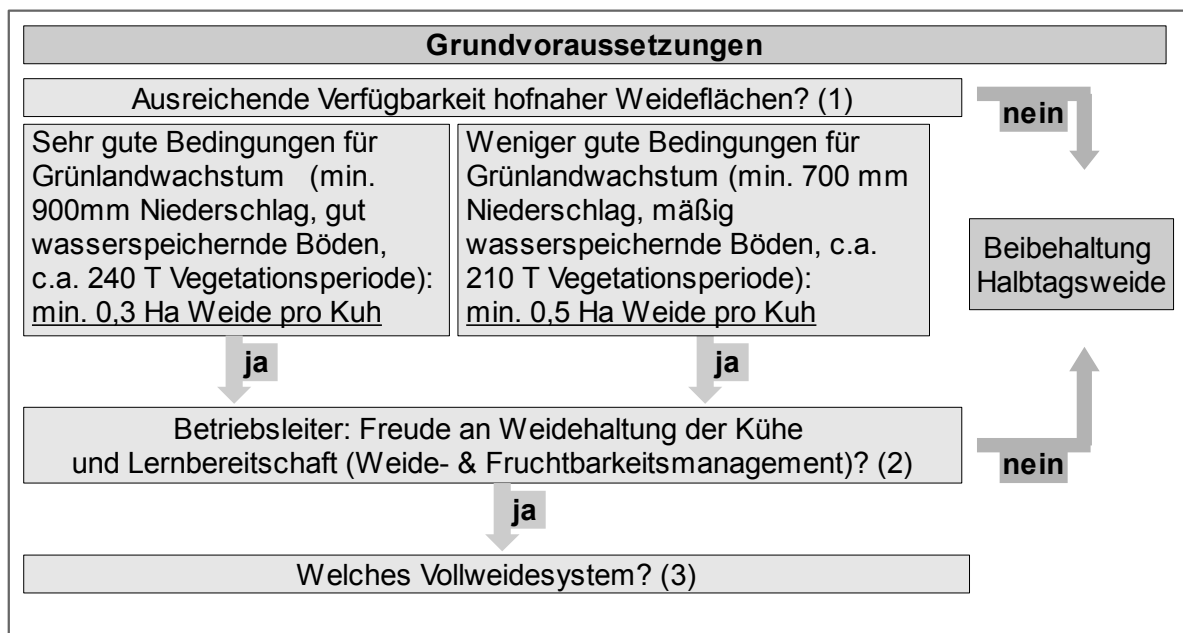 Grundvoraussetzungen
Ausreichende Verfügbarkeit hofnaher Weideflächen? (1)
nein
Sehr gute Bedingungen für
Grünlandwachstum (min.
900mm Niederschlag, gut
wasserspeichernde Böden,
c.a. 240 T Vegetationsperiode):
min. 0,3 Ha Weide pro Kuh
Weniger gute Bedingungen für
Grünlandwachstum (min. 700 mm
Niederschlag, mäßig
wasserspeichernde Böden, c.a.
210 T Vegetationsperiode):
min. 0,5 Ha Weide pro Kuh
Beibehaltung
Halbtagsweide
ja
ja
Betriebsleiter: Freude an Weidehaltung der Kühe
und Lernbereitschaft (Weide- & Fruchtbarkeitsmanagement)? (2)
nein
ja
Welches Vollweidesystem? (3)